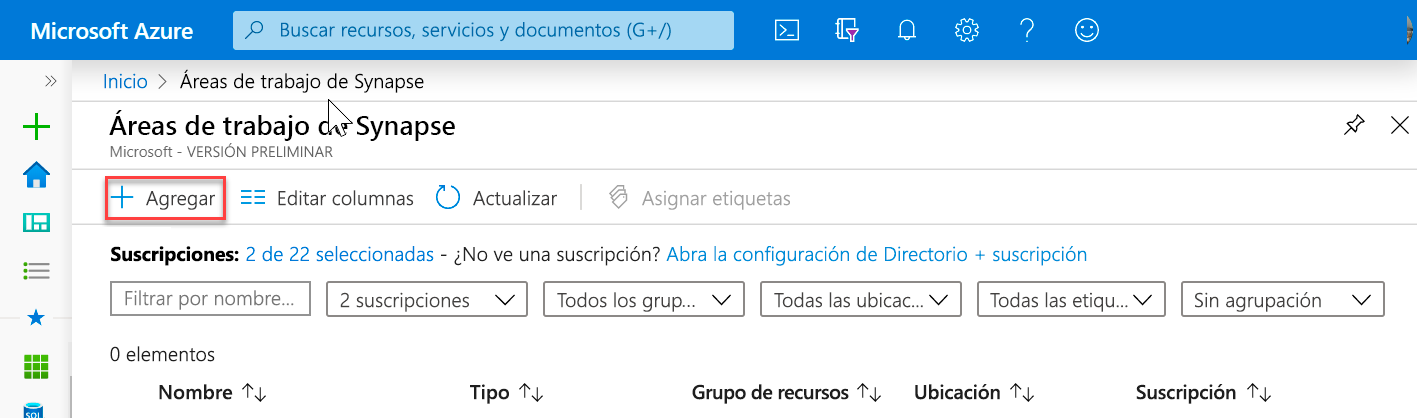 Microsoft Azure Buscar recursos, servicios y documentos (G+/)
Inicio > Áreas de trabajo de Synapse
Áreas de trabajo de Synapse
Microsoft - VERSIÓN PRELIMINAR
Agregar Editar columnas Actualizar Asignar etiquetas
Suscripciones: 2 de 22 seleccionadas - ¿No ve una suscripción? Abra la configuración de Directorio + suscripción
Filtrar por nombre... 2 suscripciones Todos los grup... Todas las ubicac... Todas las etiqu... Sin agrupación
0 elementos
Nombre Tipo Grupo de recursos Ubicación Suscripción
SQL